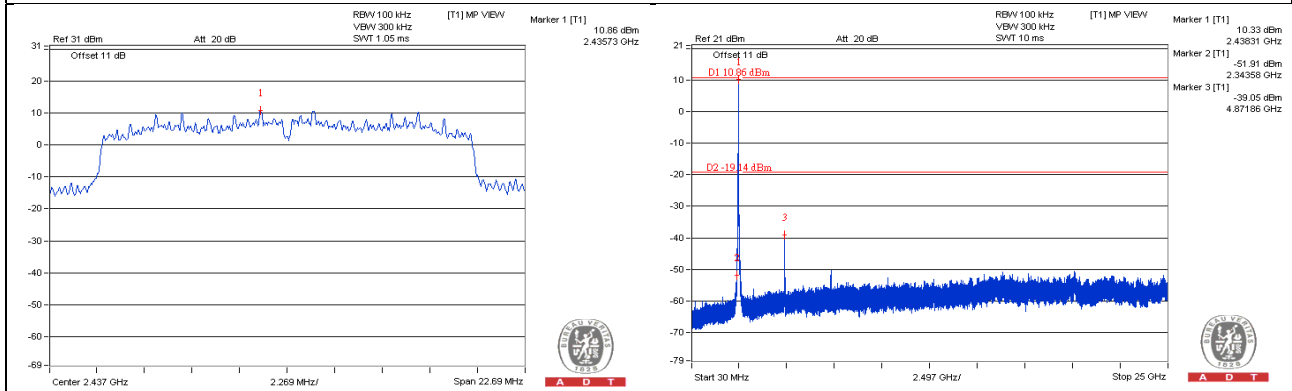 RBW 100 kHz [T1] MP VIEW
VBW 300 kHz
Ref 31 dBm Att 20 dB SWT 1.05 ms
Marker 1 [T1]
10.86 dBm
2.43573 GHz
31
Offset 11 dB
20
1
10
0
-10
-20
-30
-40
-50
-60
-69
Center 2.437 GHz 2.269 MHz/ Span 22.69 MHz
BUREAU VERITAS
1828
A D T
RBW 100 kHz [T1] MP VIEW
VBW 300 kHz
Ref 21 dBm Att 20 dB SWT 10 ms
Marker 1 [T1]
10.33 dBm
2.43831 GHz
Marker 2 [T1]
-51.91 dBm
2.34358 GHz
Marker 3 [T1]
-39.05 dBm
4.87186 GHz
21
Offset 11 dB
1
D1 10.86 dBm
10
0
-10
D2 -19.14 dBm
-20
-30
3
-40
2
-50
-60
-70
-79
Start 30 MHz 2.497 GHz/ Stop 25 GHz
BUREAU VERITAS
1828
A D T